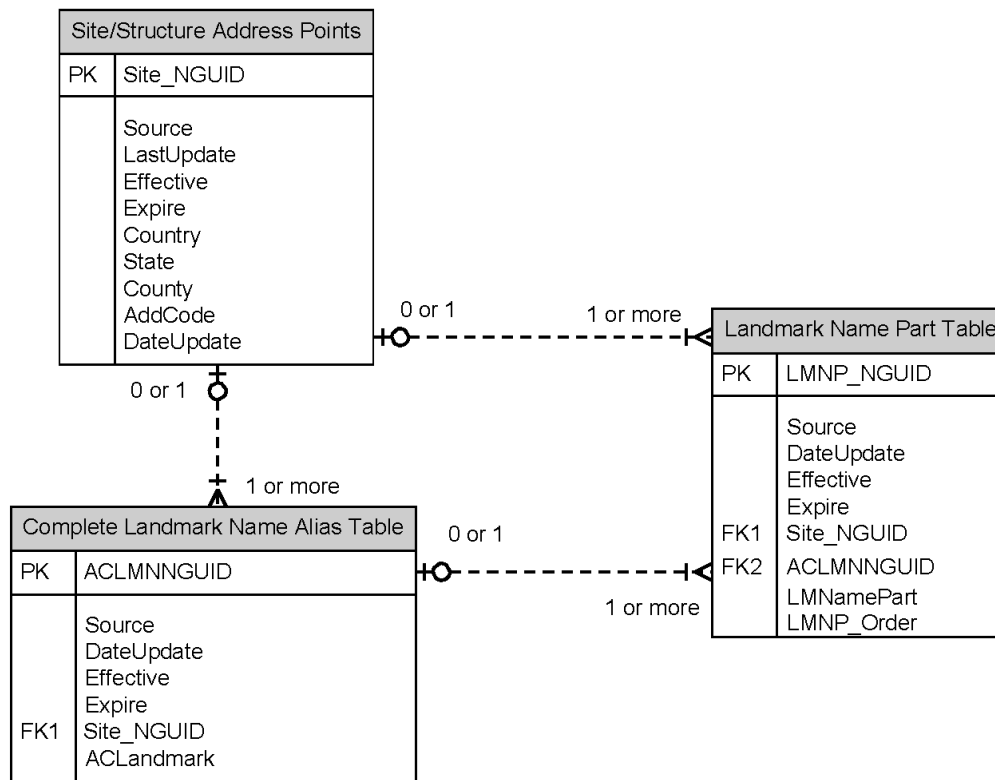 Site/Structure Address Points
PK Site_NGUID
Source
LastUpdate
Effective
Expire
Country
State
County
AddCode
DateUpdate
0 or 1
1 or more
0 or 1
1 or more
Landmark Name Part Table
PK LMNP_NGUID
Source
DateUpdate
Effective
Expire
FK1 Site_NGUID
FK2 ACLMNNGUID
LMNamePart
LMNP_Order
Complete Landmark Name Alias Table
PK ACLMNNGUID
Source
DateUpdate
Effective
Expire
FK1 Site_NGUID
ACLandmark
0 or 1
1 or more